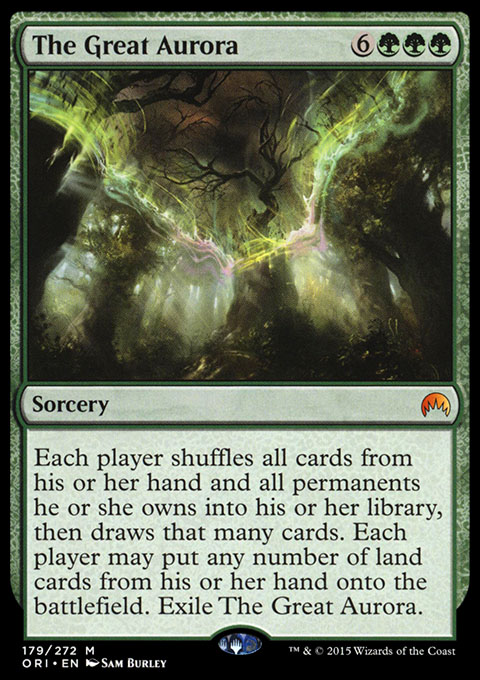 The Great Aurora 6
Sorcery
Each player shuffles all cards from
his or her hand and all permanents
he or she owns into his or her library,
then draws that many cards. Each
player may put any number of land
cards from his or her hand onto the
battlefield. Exile The Great Aurora.
179/272 M
ORI • EN Sam Burley
™ & © 2015 Wizards of the Coast